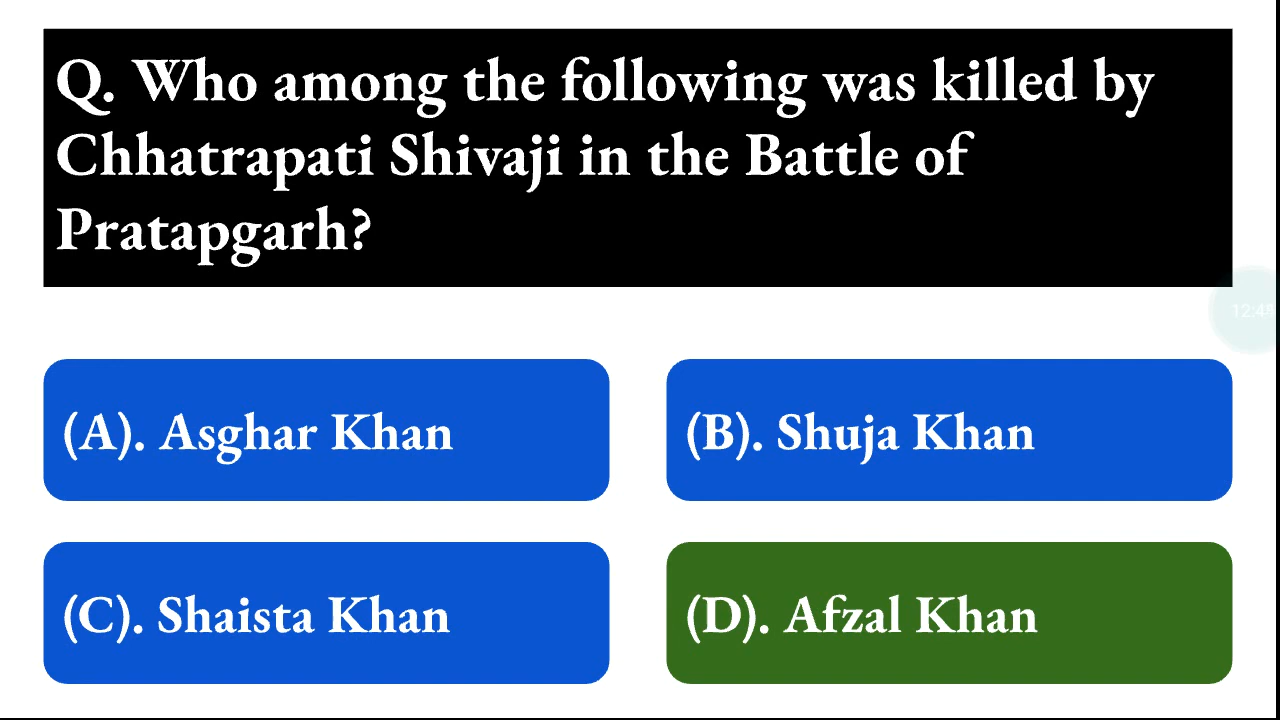 Q. Who among the following was killed by
Chhatrapati Shivaji in the Battle of
Pratapgarh?
(A). Asghar Khan
(B). Shuja Khan
(C). Shaista Khan
(D). Afzal Khan